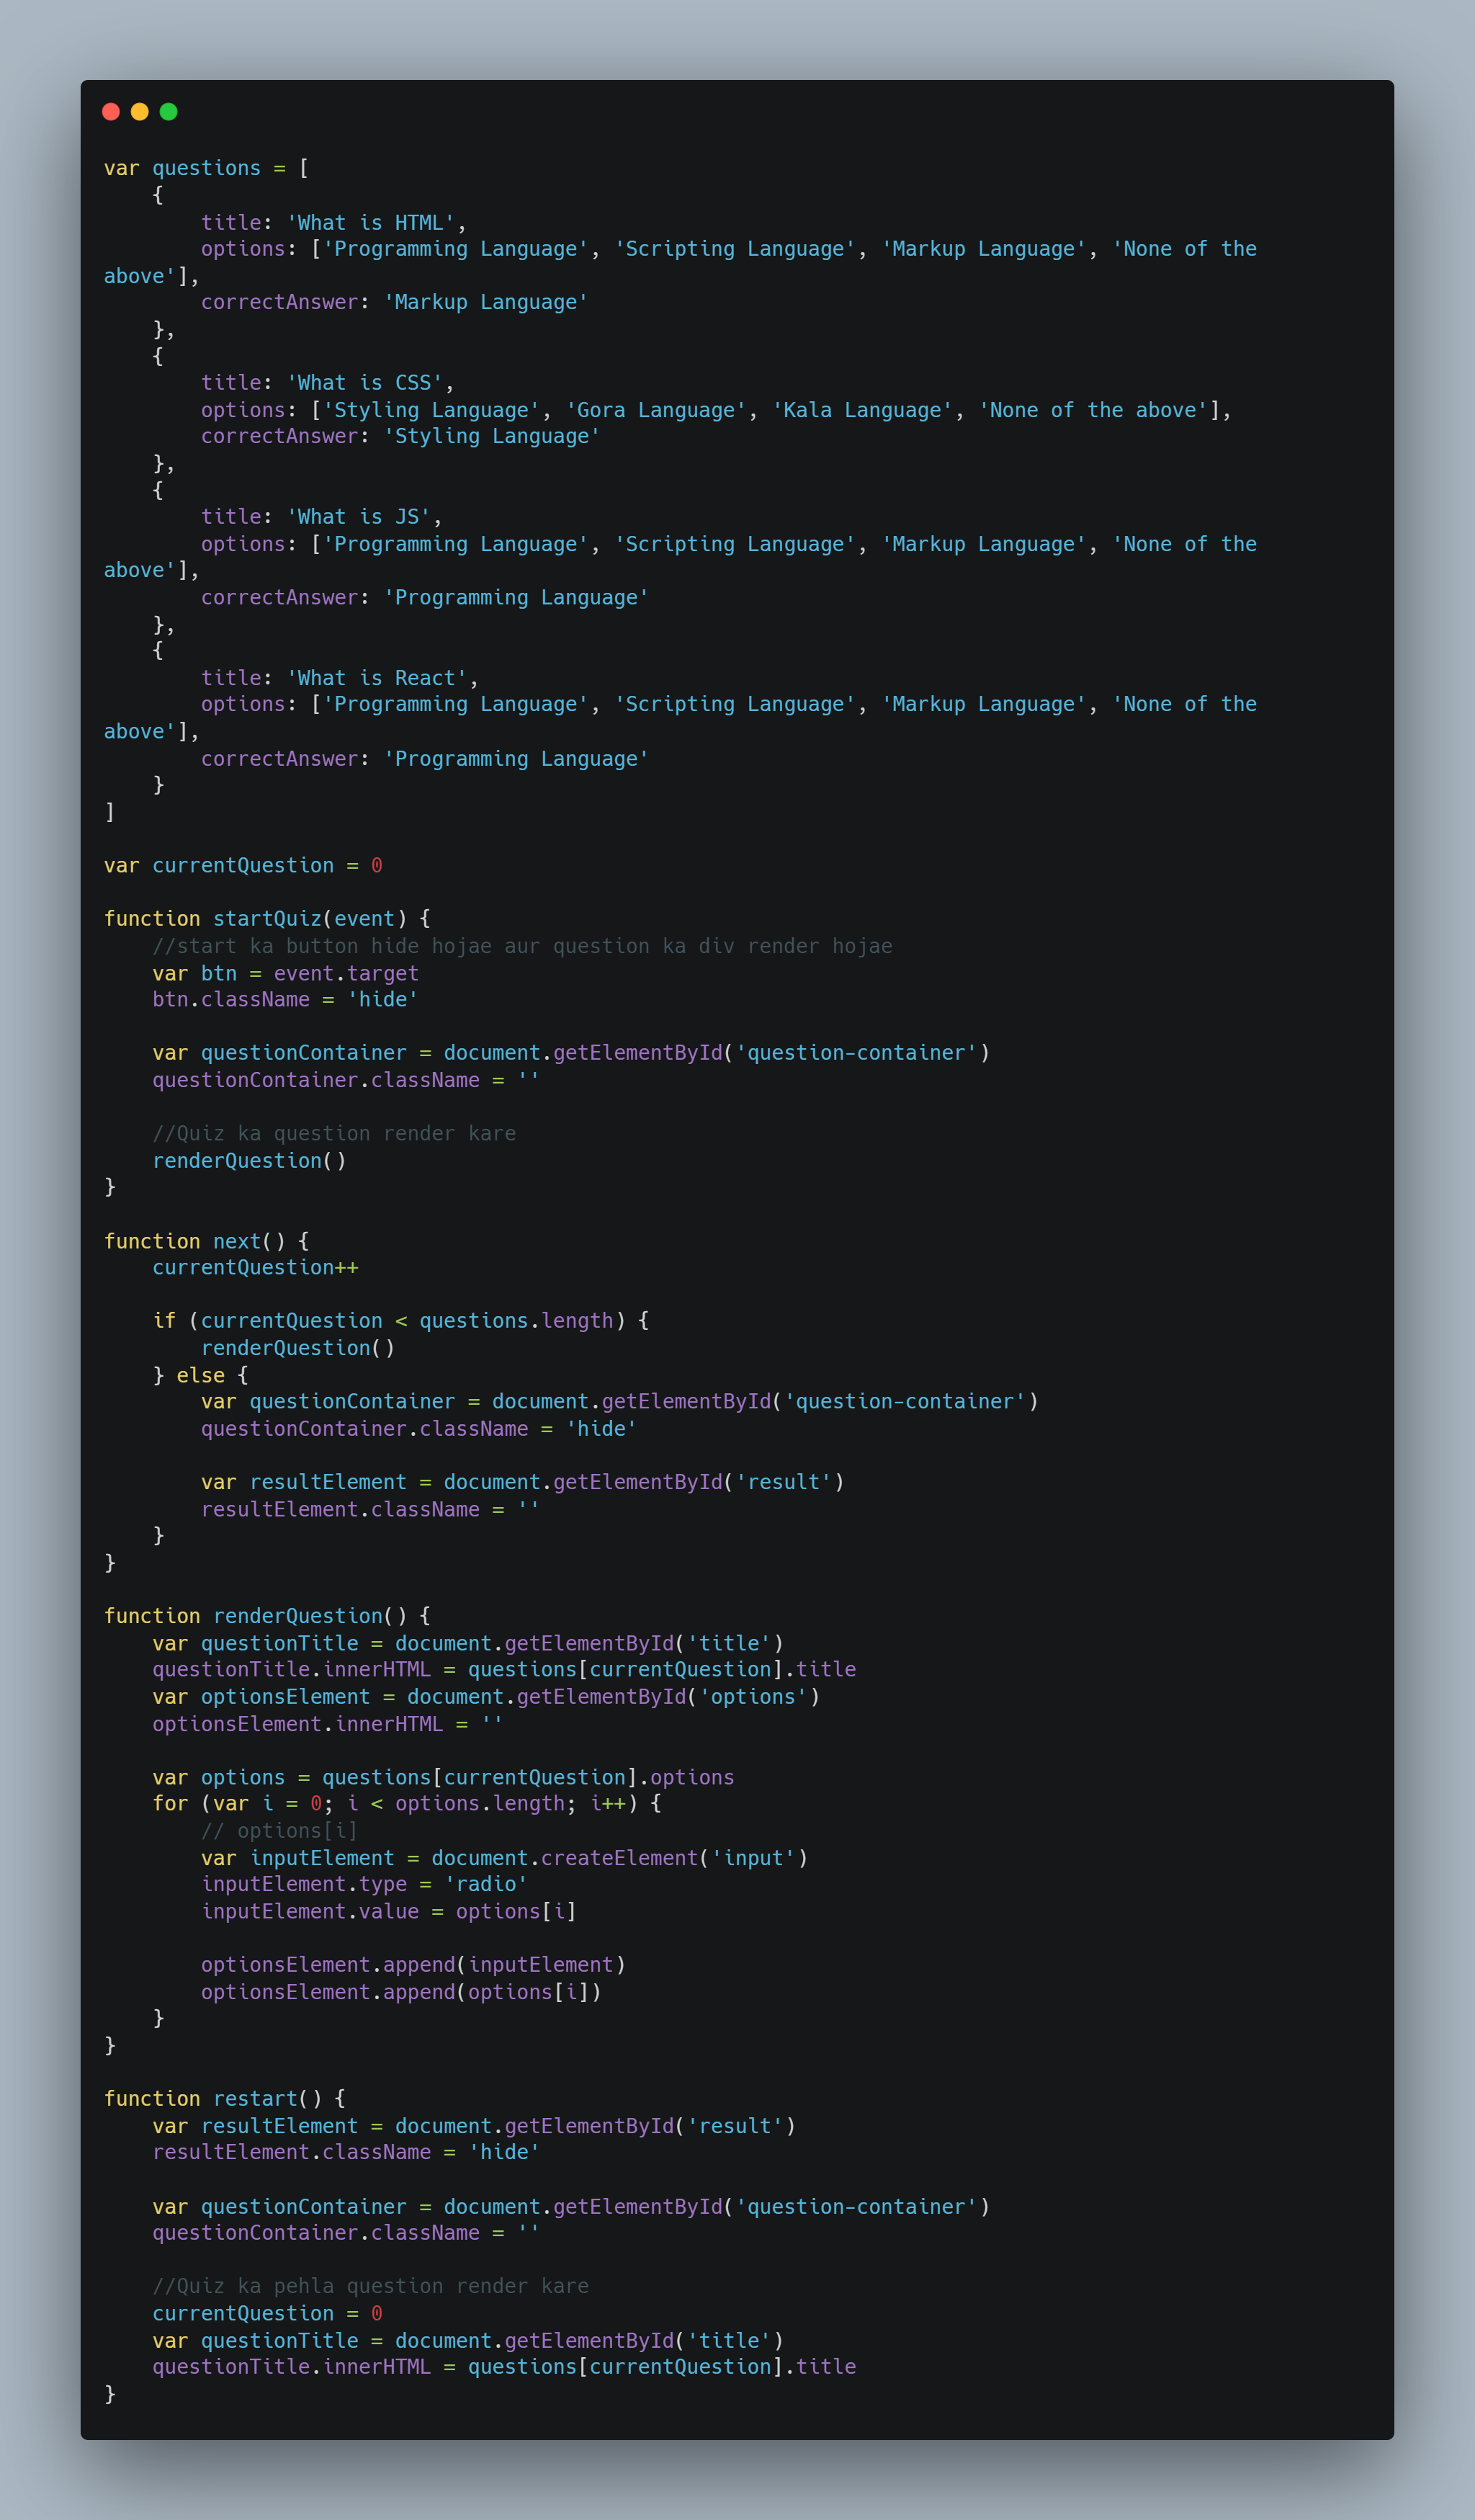 var questions = [
    {
        title: 'What is HTML',
        options: ['Programming Language', 'Scripting Language', 'Markup Language', 'None of the
above'],
        correctAnswer: 'Markup Language'
    },
    {
        title: 'What is CSS',
        options: ['Styling Language', 'Gora Language', 'Kala Language', 'None of the above'],
        correctAnswer: 'Styling Language'
    },
    {
        title: 'What is JS',
        options: ['Programming Language', 'Scripting Language', 'Markup Language', 'None of the
above'],
        correctAnswer: 'Programming Language'
    },
    {
        title: 'What is React',
        options: ['Programming Language', 'Scripting Language', 'Markup Language', 'None of the
above'],
        correctAnswer: 'Programming Language'
    }
]

var currentQuestion = 0

function startQuiz(event) {
    //start ka button hide hojae aur question ka div render hojae
    var btn = event.target
    btn.className = 'hide'

    var questionContainer = document.getElementById('question-container')
    questionContainer.className = ''

    //Quiz ka question render kare
    renderQuestion()
}

function next() {
    currentQuestion++

    if (currentQuestion < questions.length) {
        renderQuestion()
    } else {
        var questionContainer = document.getElementById('question-container')
        questionContainer.className = 'hide'

        var resultElement = document.getElementById('result')
        resultElement.className = ''
    }
}

function renderQuestion() {
    var questionTitle = document.getElementById('title')
    questionTitle.innerHTML = questions[currentQuestion].title
    var optionsElement = document.getElementById('options')
    optionsElement.innerHTML = ''

    var options = questions[currentQuestion].options
    for (var i = 0; i < options.length; i++) {
        // options[i]
        var inputElement = document.createElement('input')
        inputElement.type = 'radio'
        inputElement.value = options[i]

        optionsElement.append(inputElement)
        optionsElement.append(options[i])
    }
}

function restart() {
    var resultElement = document.getElementById('result')
    resultElement.className = 'hide'

    var questionContainer = document.getElementById('question-container')
    questionContainer.className = ''

    //Quiz ka pehla question render kare
    currentQuestion = 0
    var questionTitle = document.getElementById('title')
    questionTitle.innerHTML = questions[currentQuestion].title
}